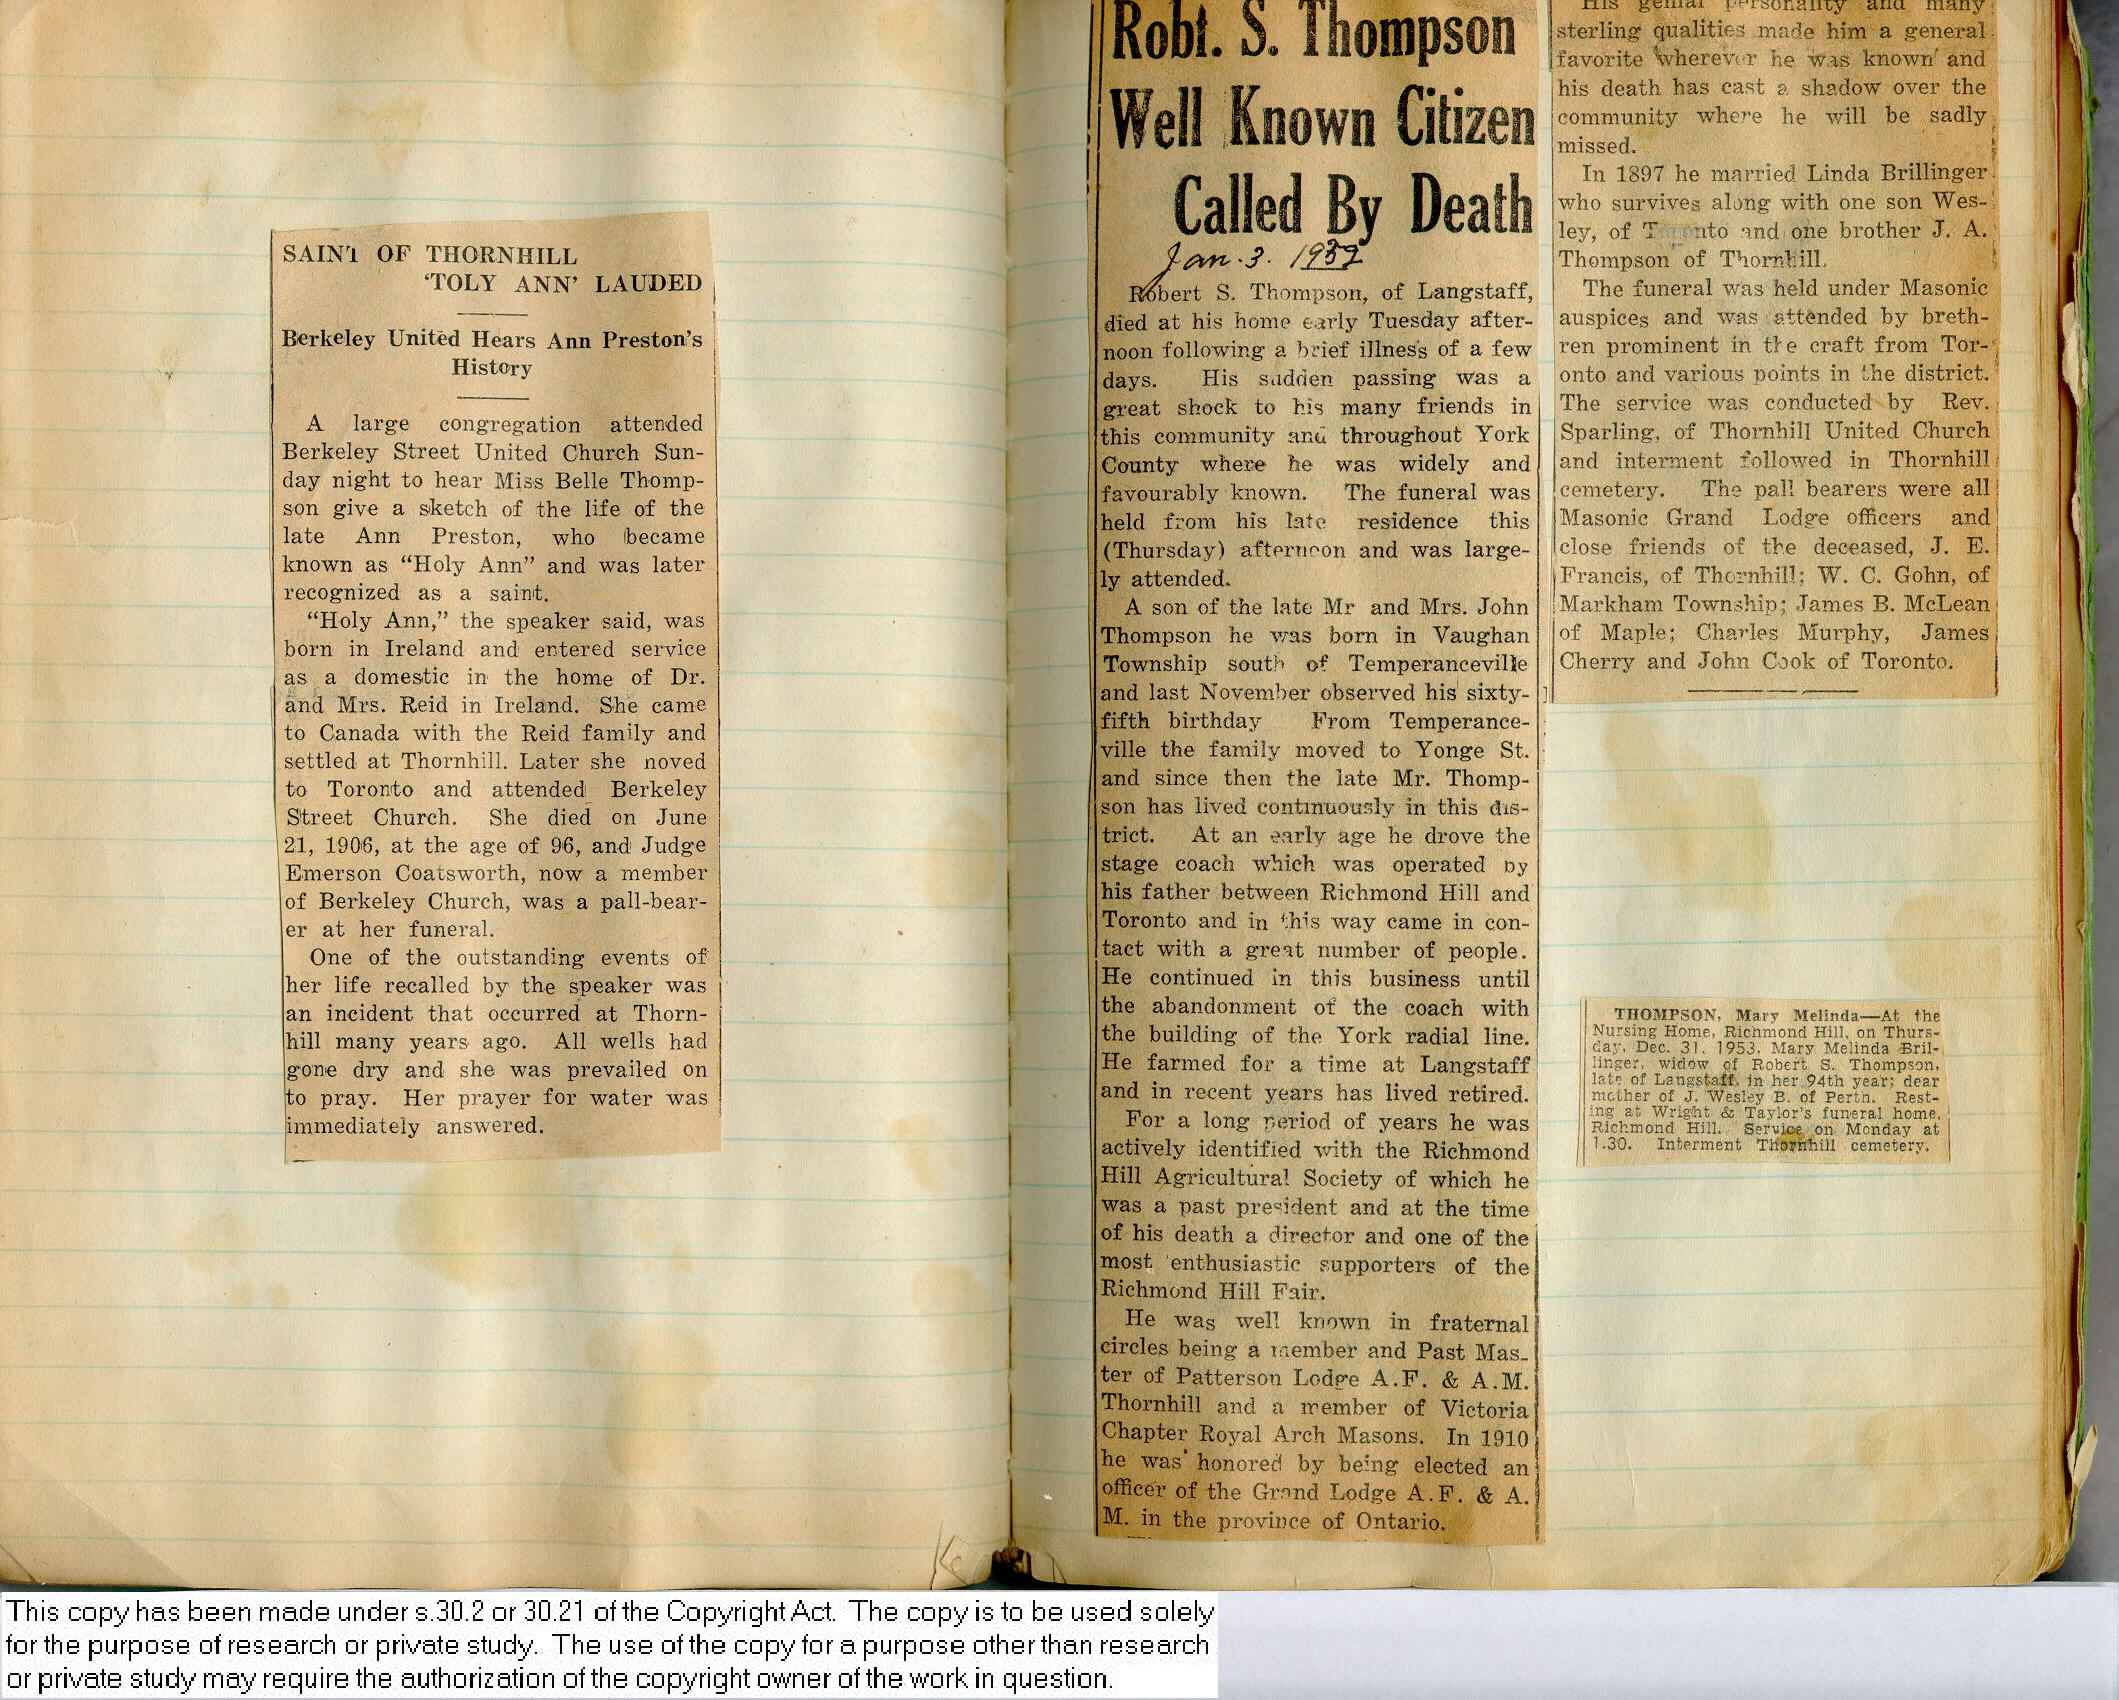 SAINT OF THORNHILL
'TOLY ANN' LAUDED
Berkeley United Hears Ann Preston's
History
A large congregation attended
Berkeley Street United Church Sun-
day night to hear Miss Belle Thomp-
son give a sketch of the life of the
late Ann Preston, who became
known as "Holy Ann" and was later
recognized as a saint.
"Holy Ann," the speaker said, was
born in Ireland and entered service
as a domestic in the home of Dr.
and Mrs. Reid in Ireland. She came
to Canada with the Reid family and
settled at Thornhill. Later she noved
to Toronto and attended Berkeley
Street Church. She died on June
21, 1906, at the age of 96, and Judge
Emerson Coatsworth, now a member
of Berkeley Church, was a pall-bear-
er at her funeral.
One of the outstanding events of
her life recalled by the speaker was
an incident that occurred at Thorn-
hill many years ago. All wells had
gone dry and she was prevailed on
to pray. Her prayer for water was
immediately answered.
Robt. S. Thompson
Well Known Citizen
Called By Death
Jan. 3. 1932
Robert S. Thompson, of Langstaff,
died at his home early Tuesday after-
noon following a brief illness of a few
days. His sudden passing was a
great shock to his many friends in
this community and throughout York
County where he was widely and
favourably known. The funeral was
held from his late residence this
(Thursday) afternoon and was large-
ly attended.
A son of the late Mr and Mrs. John
Thompson he was born in Vaughan
Township south of Temperanceville
and last November observed his sixty-
fifth birthday From Temperance-
ville the family moved to Yonge St.
and since then the late Mr. Thomp-
son has lived continuously in this dis-
trict. At an early age he drove the
stage coach which was operated by
his father between Richmond Hill and
Toronto and in this way came in con-
tact with a great number of people.
He continued in this business until
the abandonment of the coach with
the building of the York radial line.
He farmed for a time at Langstaff
and in recent years has lived retired.
For a long period of years he was
actively identified with the Richmond
Hill Agricultural Society of which he
was a past president and at the time
of his death a director and one of the
most enthusiastic supporters of the
Richmond Hill Fair.
He was well known in fraternal
circles being a member and Past Mas-
ter of Patterson Lodge A.F. & A.M.
Thornhill and a member of Victoria
Chapter Royal Arch Masons. In 1910
he was honored by being elected an
officer of the Grand Lodge A.F. & A.
M. in the province of Ontario.
His genial personality and many
sterling qualities made him a general
favorite wherever he was known and
his death has cast a shadow over the
community where he will be sadly
missed.
In 1897 he married Linda Brillinger
who survives along with one son Wes-
ley, of Toronto and one brother J. A.
Thompson of Thornhill.
The funeral was held under Masonic
auspices and was attended by breth-
ren prominent in the craft from Tor-
onto and various points in the district.
The service was conducted by Rev.
Sparling, of Thornhill United Church
and interment followed in Thornhill
cemetery. The pall bearers were all
Masonic Grand Lodge officers and
close friends of the deceased, J. E.
Francis, of Thornhill; W. C. Gohn, of
Markham Township; James B. McLean
of Maple; Charles Murphy, James
Cherry and John Cook of Toronto.
THOMPSON, Mary Melinda—At the
Nursing Home, Richmond Hill, on Thurs-
day, Dec. 31, 1953, Mary Melinda Bril-
linger, widow of Robert S. Thompson,
late of Langstaff, in her 94th year; dear
mother of J. Wesley B. of Perth. Rest-
ing at Wright & Taylor's funeral home,
Richmond Hill. Service on Monday at
1.30. Interment Thornhill cemetery.
This copy has been made under s.30.2 or 30.21 of the Copyright Act. The copy is to be used solely
for the purpose of research or private study. The use of the copy for a purpose other than research
or private study may require the authorization of the copyright owner of the work in question.